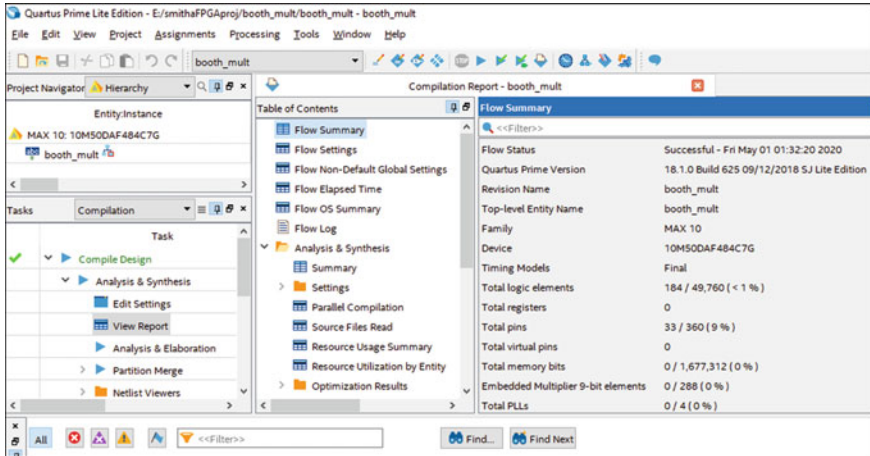 Quartus Prime Lite Edition - E:/smithaFPGAproj/booth_mult/booth_mult - booth_mult
File Edit View Project Assignments Processing Tools Window Help
booth_mult
Project Navigator Hierarchy
Entity:Instance
MAX 10: 10M50DAF484C7G
booth_mult
Tasks Compilation
Task
Compile Design
Analysis & Synthesis
Edit Settings
View Report
Analysis & Elaboration
Partition Merge
Netlist Viewers
Compilation Report - booth_mult
Table of Contents
Flow Summary
Flow Settings
Flow Non-Default Global Settings
Flow Elapsed Time
Flow OS Summary
Flow Log
Analysis & Synthesis
Summary
Settings
Parallel Compilation
Source Files Read
Resource Usage Summary
Resource Utilization by Entity
Optimization Results
Flow Summary
<<Filter>>
Flow Status Successful - Fri May 01 01:32:20 2020
Quartus Prime Version 18.1.0 Build 625 09/12/2018 SJ Lite Edition
Revision Name booth_mult
Top-level Entity Name booth_mult
Family MAX 10
Device 10M50DAF484C7G
Timing Models Final
Total logic elements 184 / 49,760 ( < 1 % )
Total registers 0
Total pins 33 / 360 ( 9 % )
Total virtual pins 0
Total memory bits 0 / 1,677,312 ( 0 % )
Embedded Multiplier 9-bit elements 0 / 288 ( 0 % )
Total PLLs 0 / 4 ( 0 % )
All <<Filter>> Find... Find Next